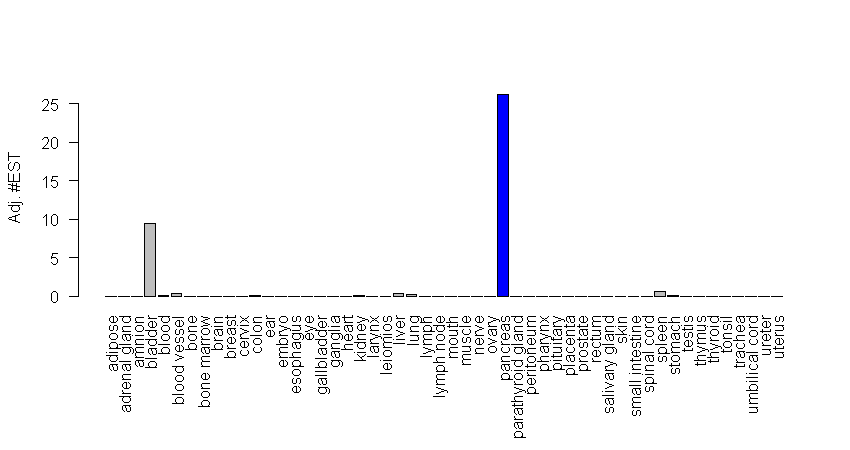 Adj. #EST
25
20
15
10
5
0
adipose
adrenal gland
amnion
bladder
blood
blood vessel
bone
bone marrow
brain
breast
cervix
colon
ear
embryo
esophagus
eye
gallbladder
ganglia
heart
kidney
larynx
leiomios
liver
lung
lymph
lymph node
mouth
muscle
nerve
ovary
pancreas
parathyroid gland
peritoneum
pharynx
pituitary
placenta
prostate
rectum
salivary gland
skin
small intestine
spinal cord
spleen
stomach
testis
thymus
thyroid
tonsil
trachea
umbilical cord
ureter
uterus